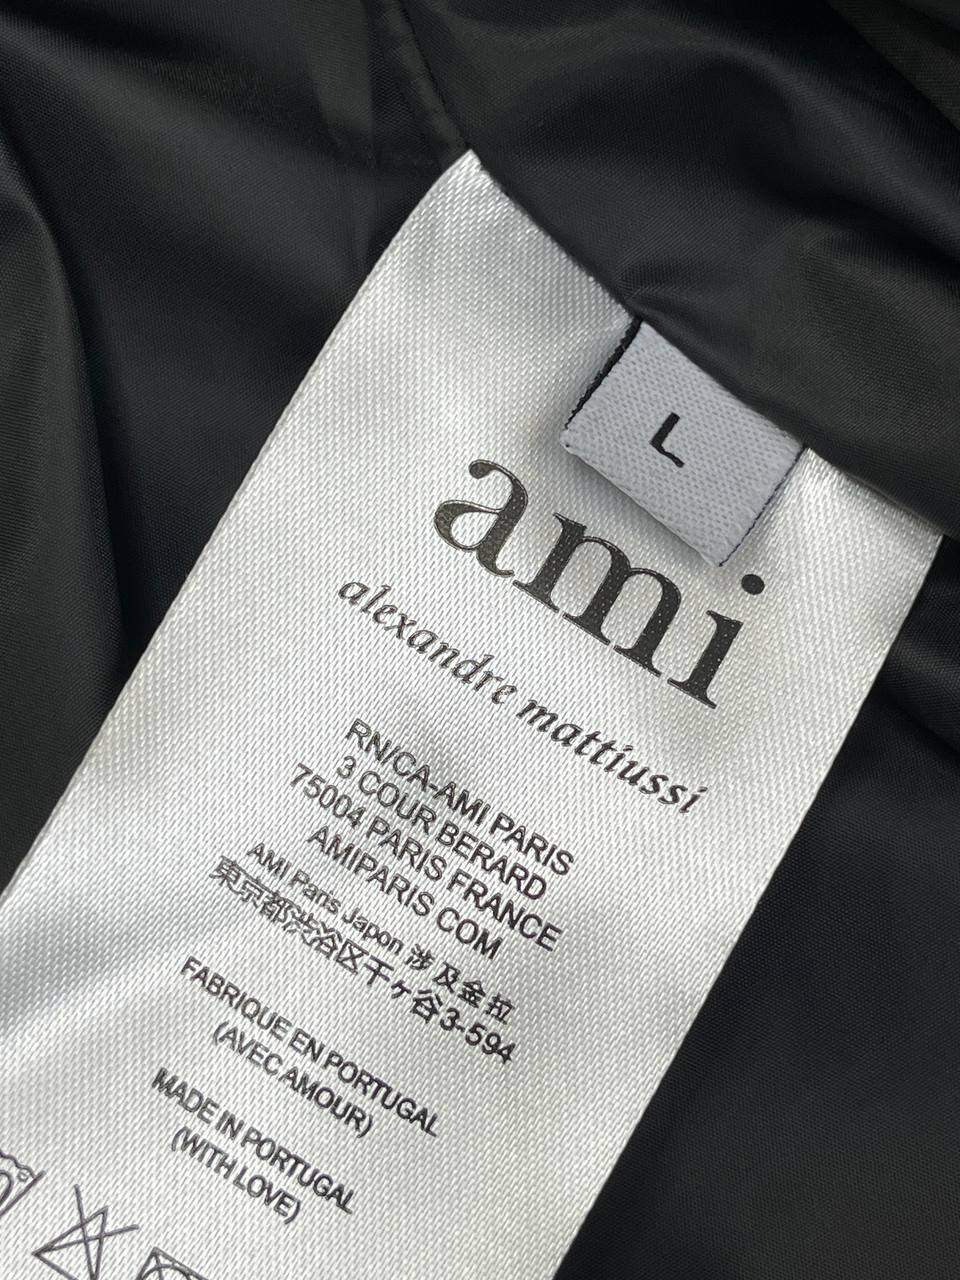 L
ami
alexandre mattiussi
RN/CA-AMI PARIS
3 COUR BERARD
75004 PARIS FRANCE
AMIPARIS COM
AMI Paris Japon 涉及金拉
東京都渋谷区千ヶ谷3-594
FABRIQUE EN PORTUGAL
(AVEC AMOUR)
MADE IN PORTUGAL
(WITH LOVE)